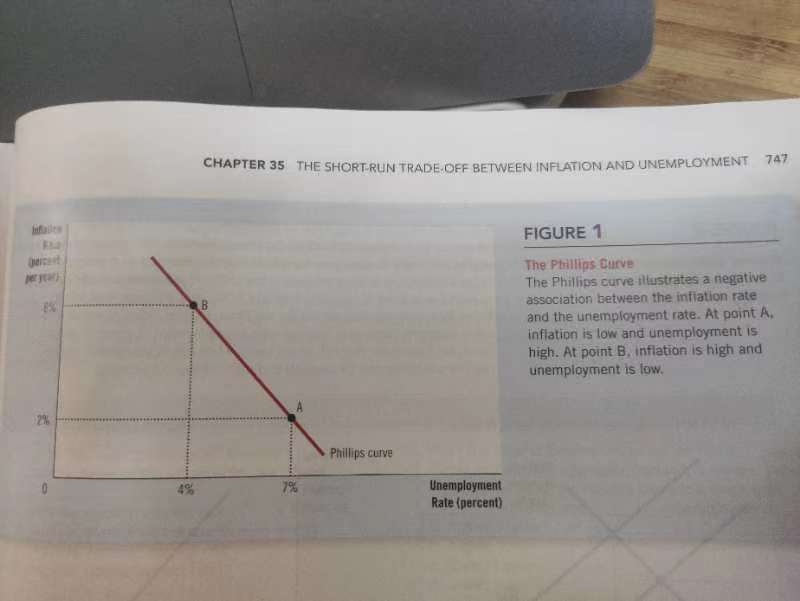 CHAPTER 35 THE SHORT-RUN TRADE-OFF BETWEEN INFLATION AND UNEMPLOYMENT 747
Inflation
Rate
(percent
per year)
6%
B
2%
A
Phillips curve
0
4%
7%
Unemployment
Rate (percent)
FIGURE 1
The Phillips Curve
The Phillips curve illustrates a negative
association between the inflation rate
and the unemployment rate. At point A,
inflation is low and unemployment is
high. At point B, inflation is high and
unemployment is low.